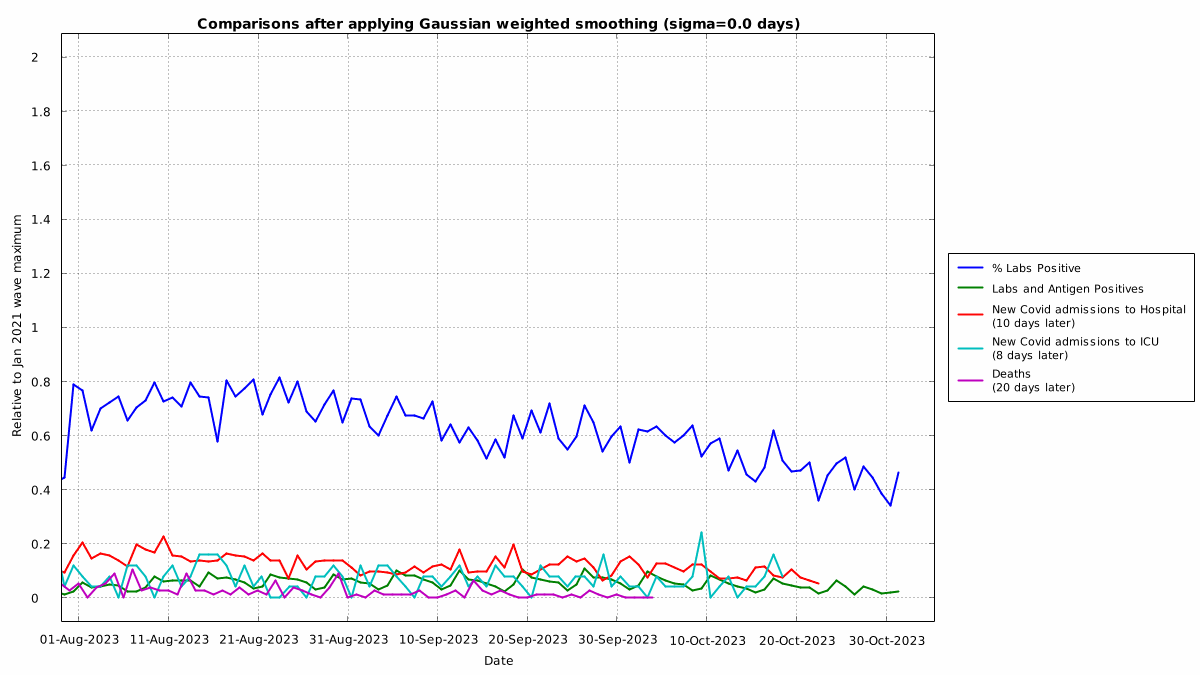 Comparisons after applying Gaussian weighted smoothing (sigma=0.0 days)
Relative to Jan 2021 wave maximum
2
1.8
1.6
1.4
1.2
1
0.8
0.6
0.4
0.2
0
01-Aug-2023 11-Aug-2023 21-Aug-2023 31-Aug-2023 10-Sep-2023 20-Sep-2023 30-Sep-2023 10-Oct-2023 20-Oct-2023 30-Oct-2023
Date
% Labs Positive
Labs and Antigen Positives
New Covid admissions to Hospital
(10 days later)
New Covid admissions to ICU
(8 days later)
Deaths
(20 days later)